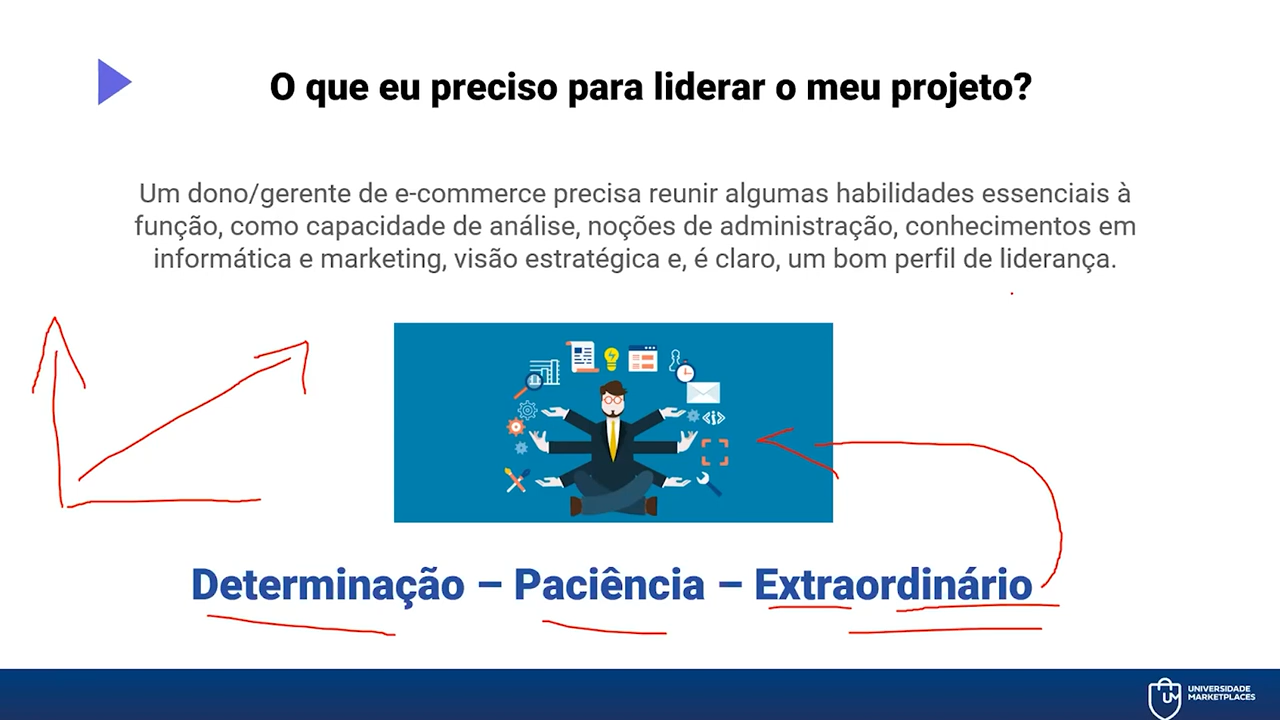 O que eu preciso para liderar o meu projeto?
Um dono/gerente de e-commerce precisa reunir algumas habilidades essenciais à
função, como capacidade de análise, noções de administração, conhecimentos em
informática e marketing, visão estratégica e, é claro, um bom perfil de liderança.
Determinação – Paciência – Extraordinário
UM
UNIVERSIDADE
MARKETPLACES